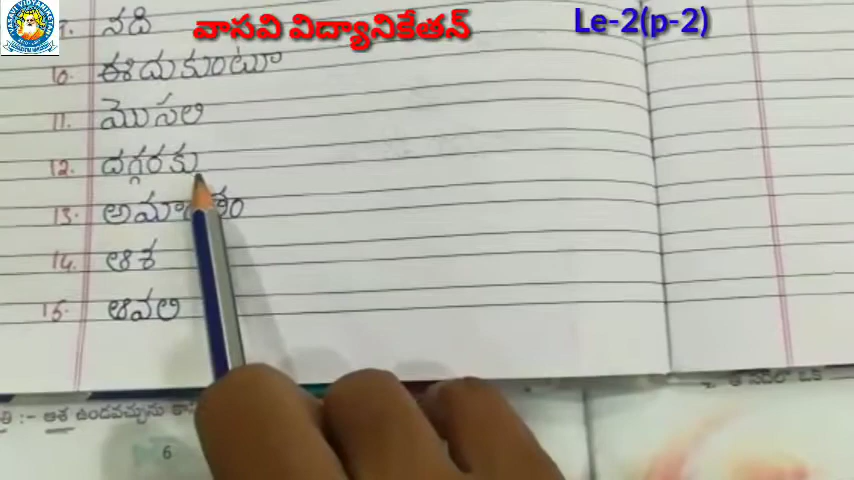 వాసవి విద్యానికేతన్ Le-2(p-2)
నది
10. ఈదుకుంటూ
11. మొసలి
12. దగ్గరకు
13. అమాంతం
14. ఆశ
15. ఆవలి
తి :- ఆశ ఉండవచ్చును
6